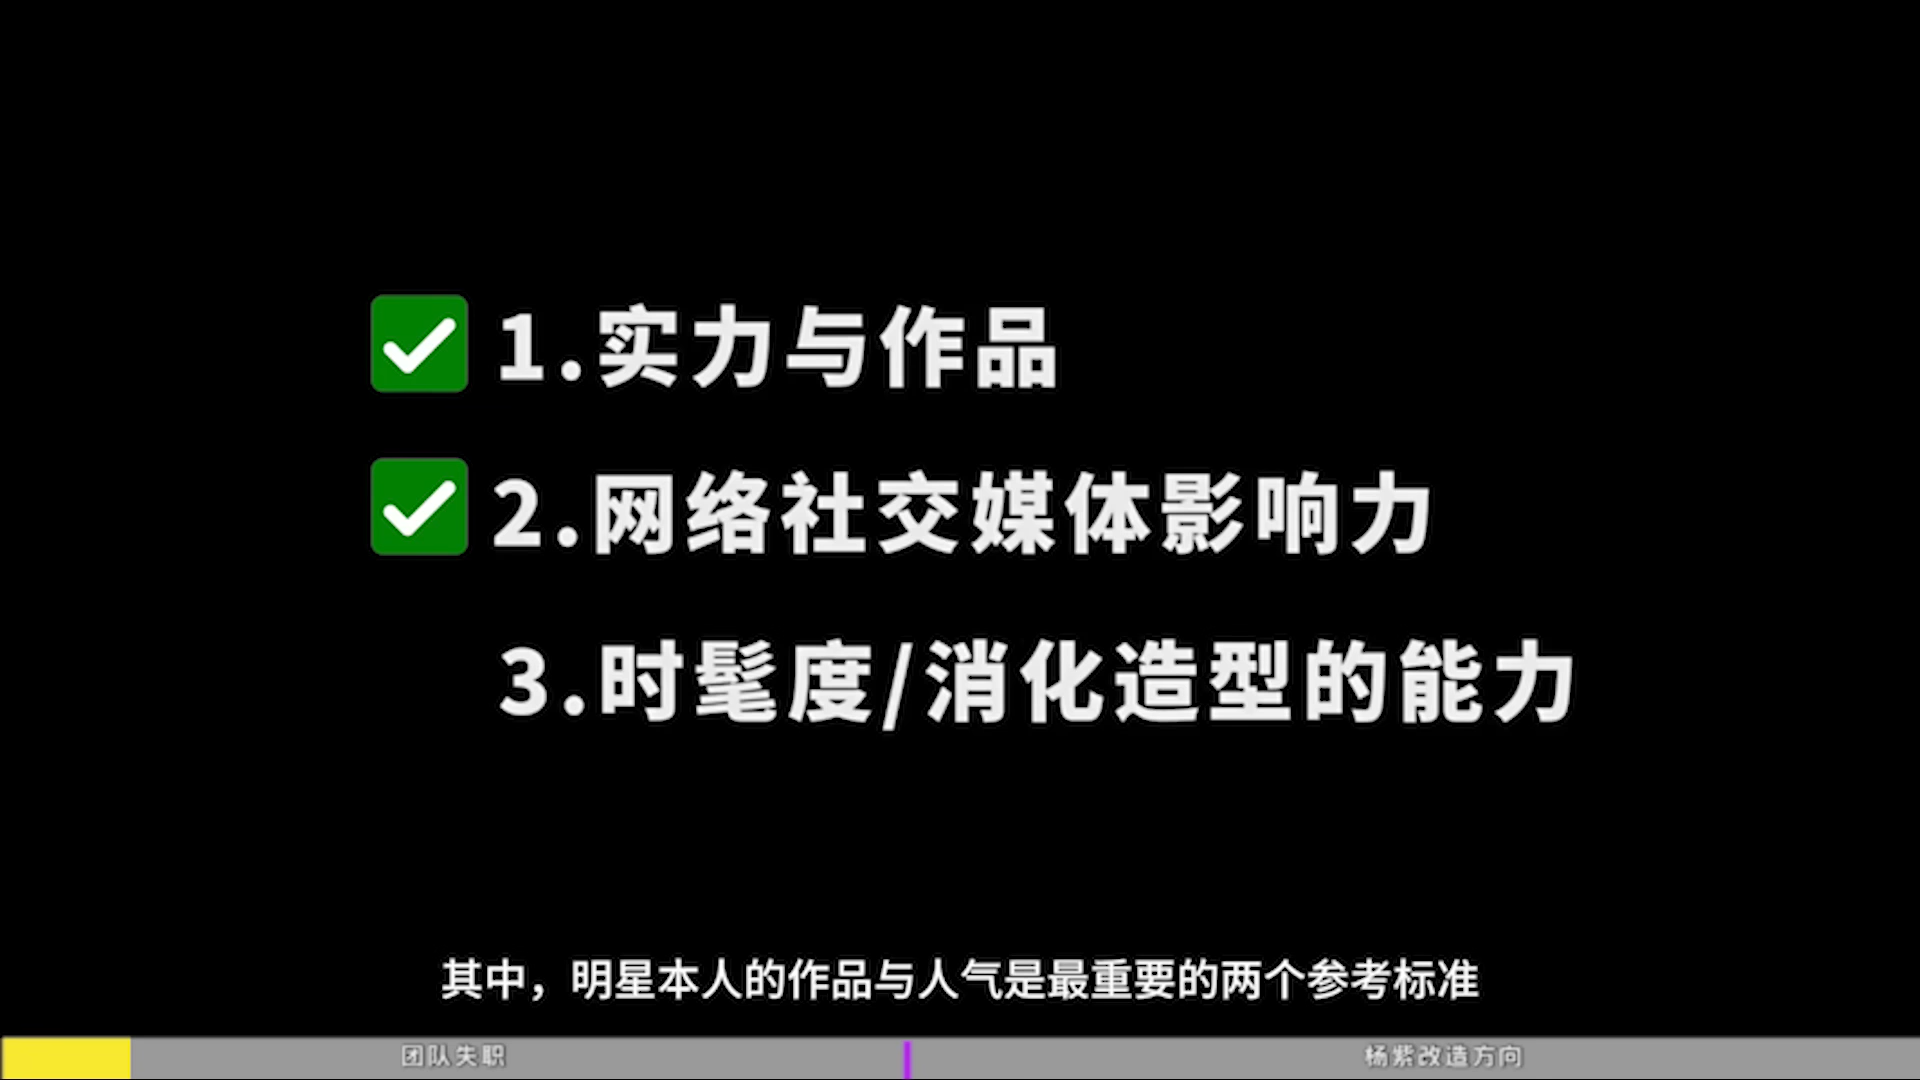 1.实力与作品
2.网络社交媒体影响力
3.时髦度/消化造型的能力
其中，明星本人的作品与人气是最重要的两个参考标准
团队失职
杨紫改造方向